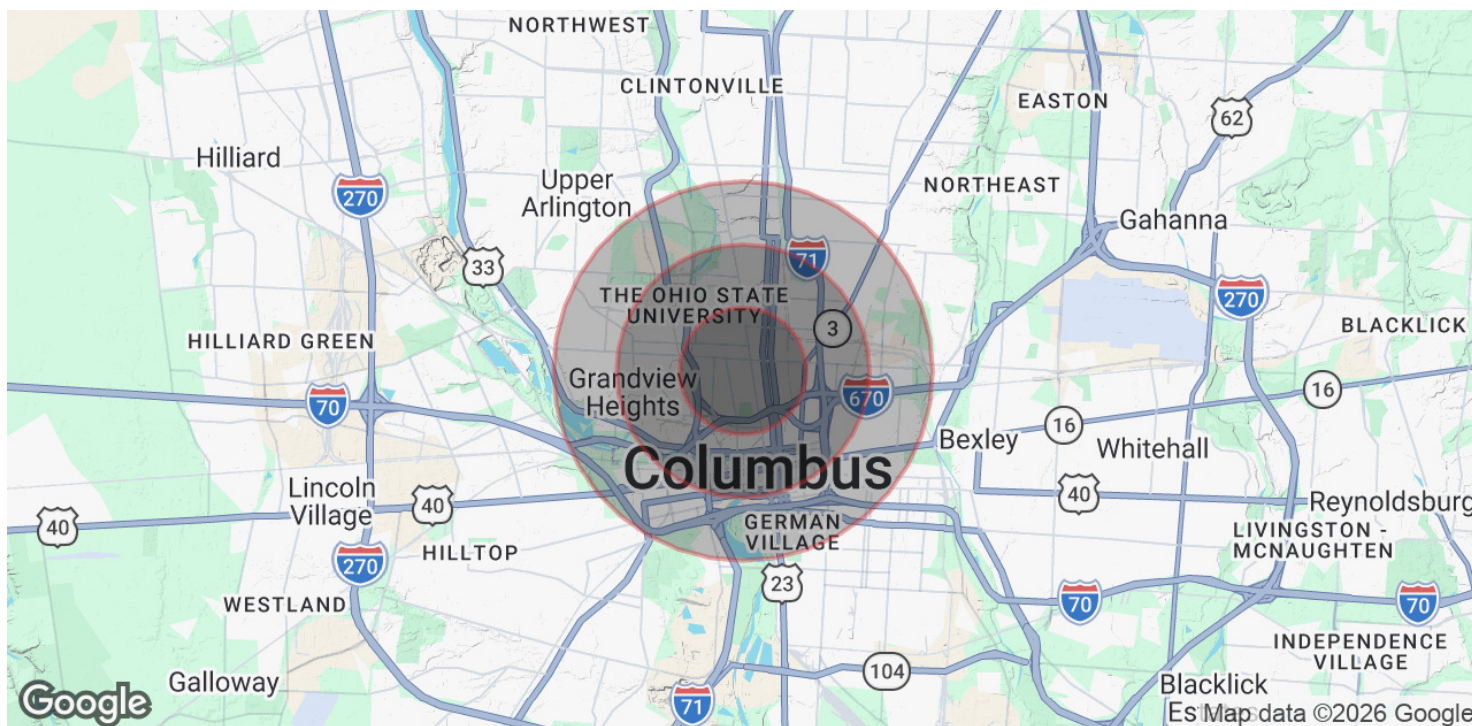 NORTHWEST
CLINTONVILLE
EASTON
62
Hilliard
270
Upper
Arlington
NORTHEAST
Gahanna
33
71
THE OHIO STATE
UNIVERSITY
270
3
BLACKLICK
HILLIARD GREEN
Grandview
Heights
70
670
16
16
Bexley
Whitehall
Columbus
Lincoln
Village
40
40
40
Reynoldsburg
GERMAN
VILLAGE
LIVINGSTON -
MCNAUGHTEN
HILLTOP
270
23
WESTLAND
70
70
INDEPENDENCE
VILLAGE
104
Galloway
Blacklick
Google
71
Es Map data ©2026 Google